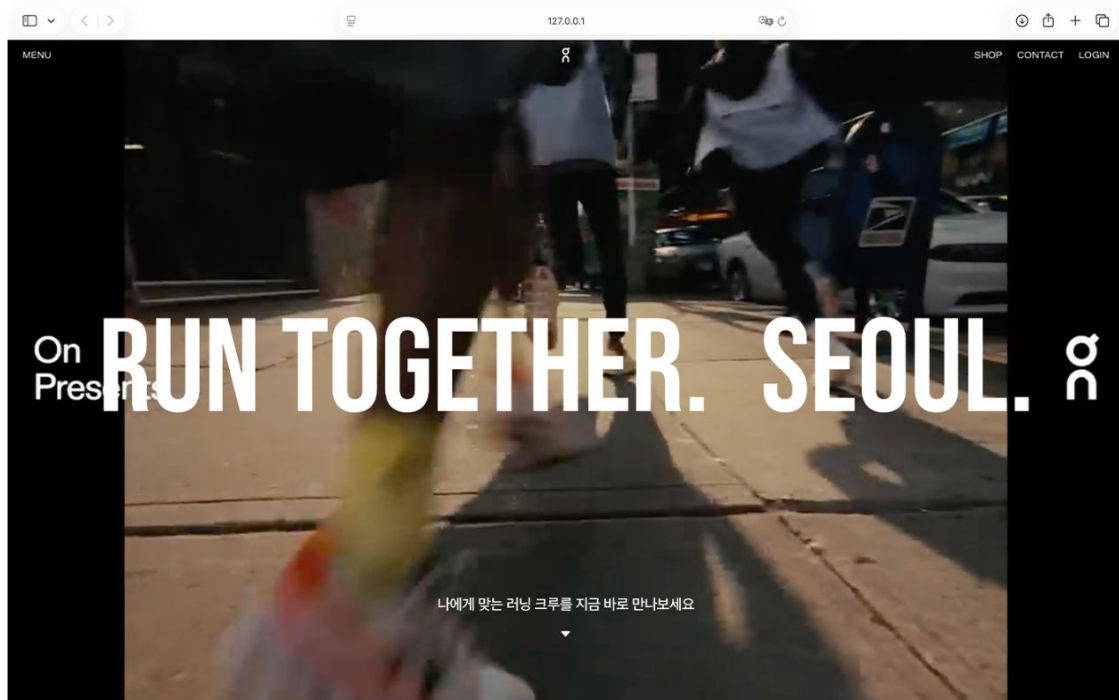 127.0.0.1
MENU
SHOP CONTACT LOGIN
On
Presents
RUN TOGETHER. SEOUL.
나에게 맞는 러닝 크루를 지금 바로 만나보세요